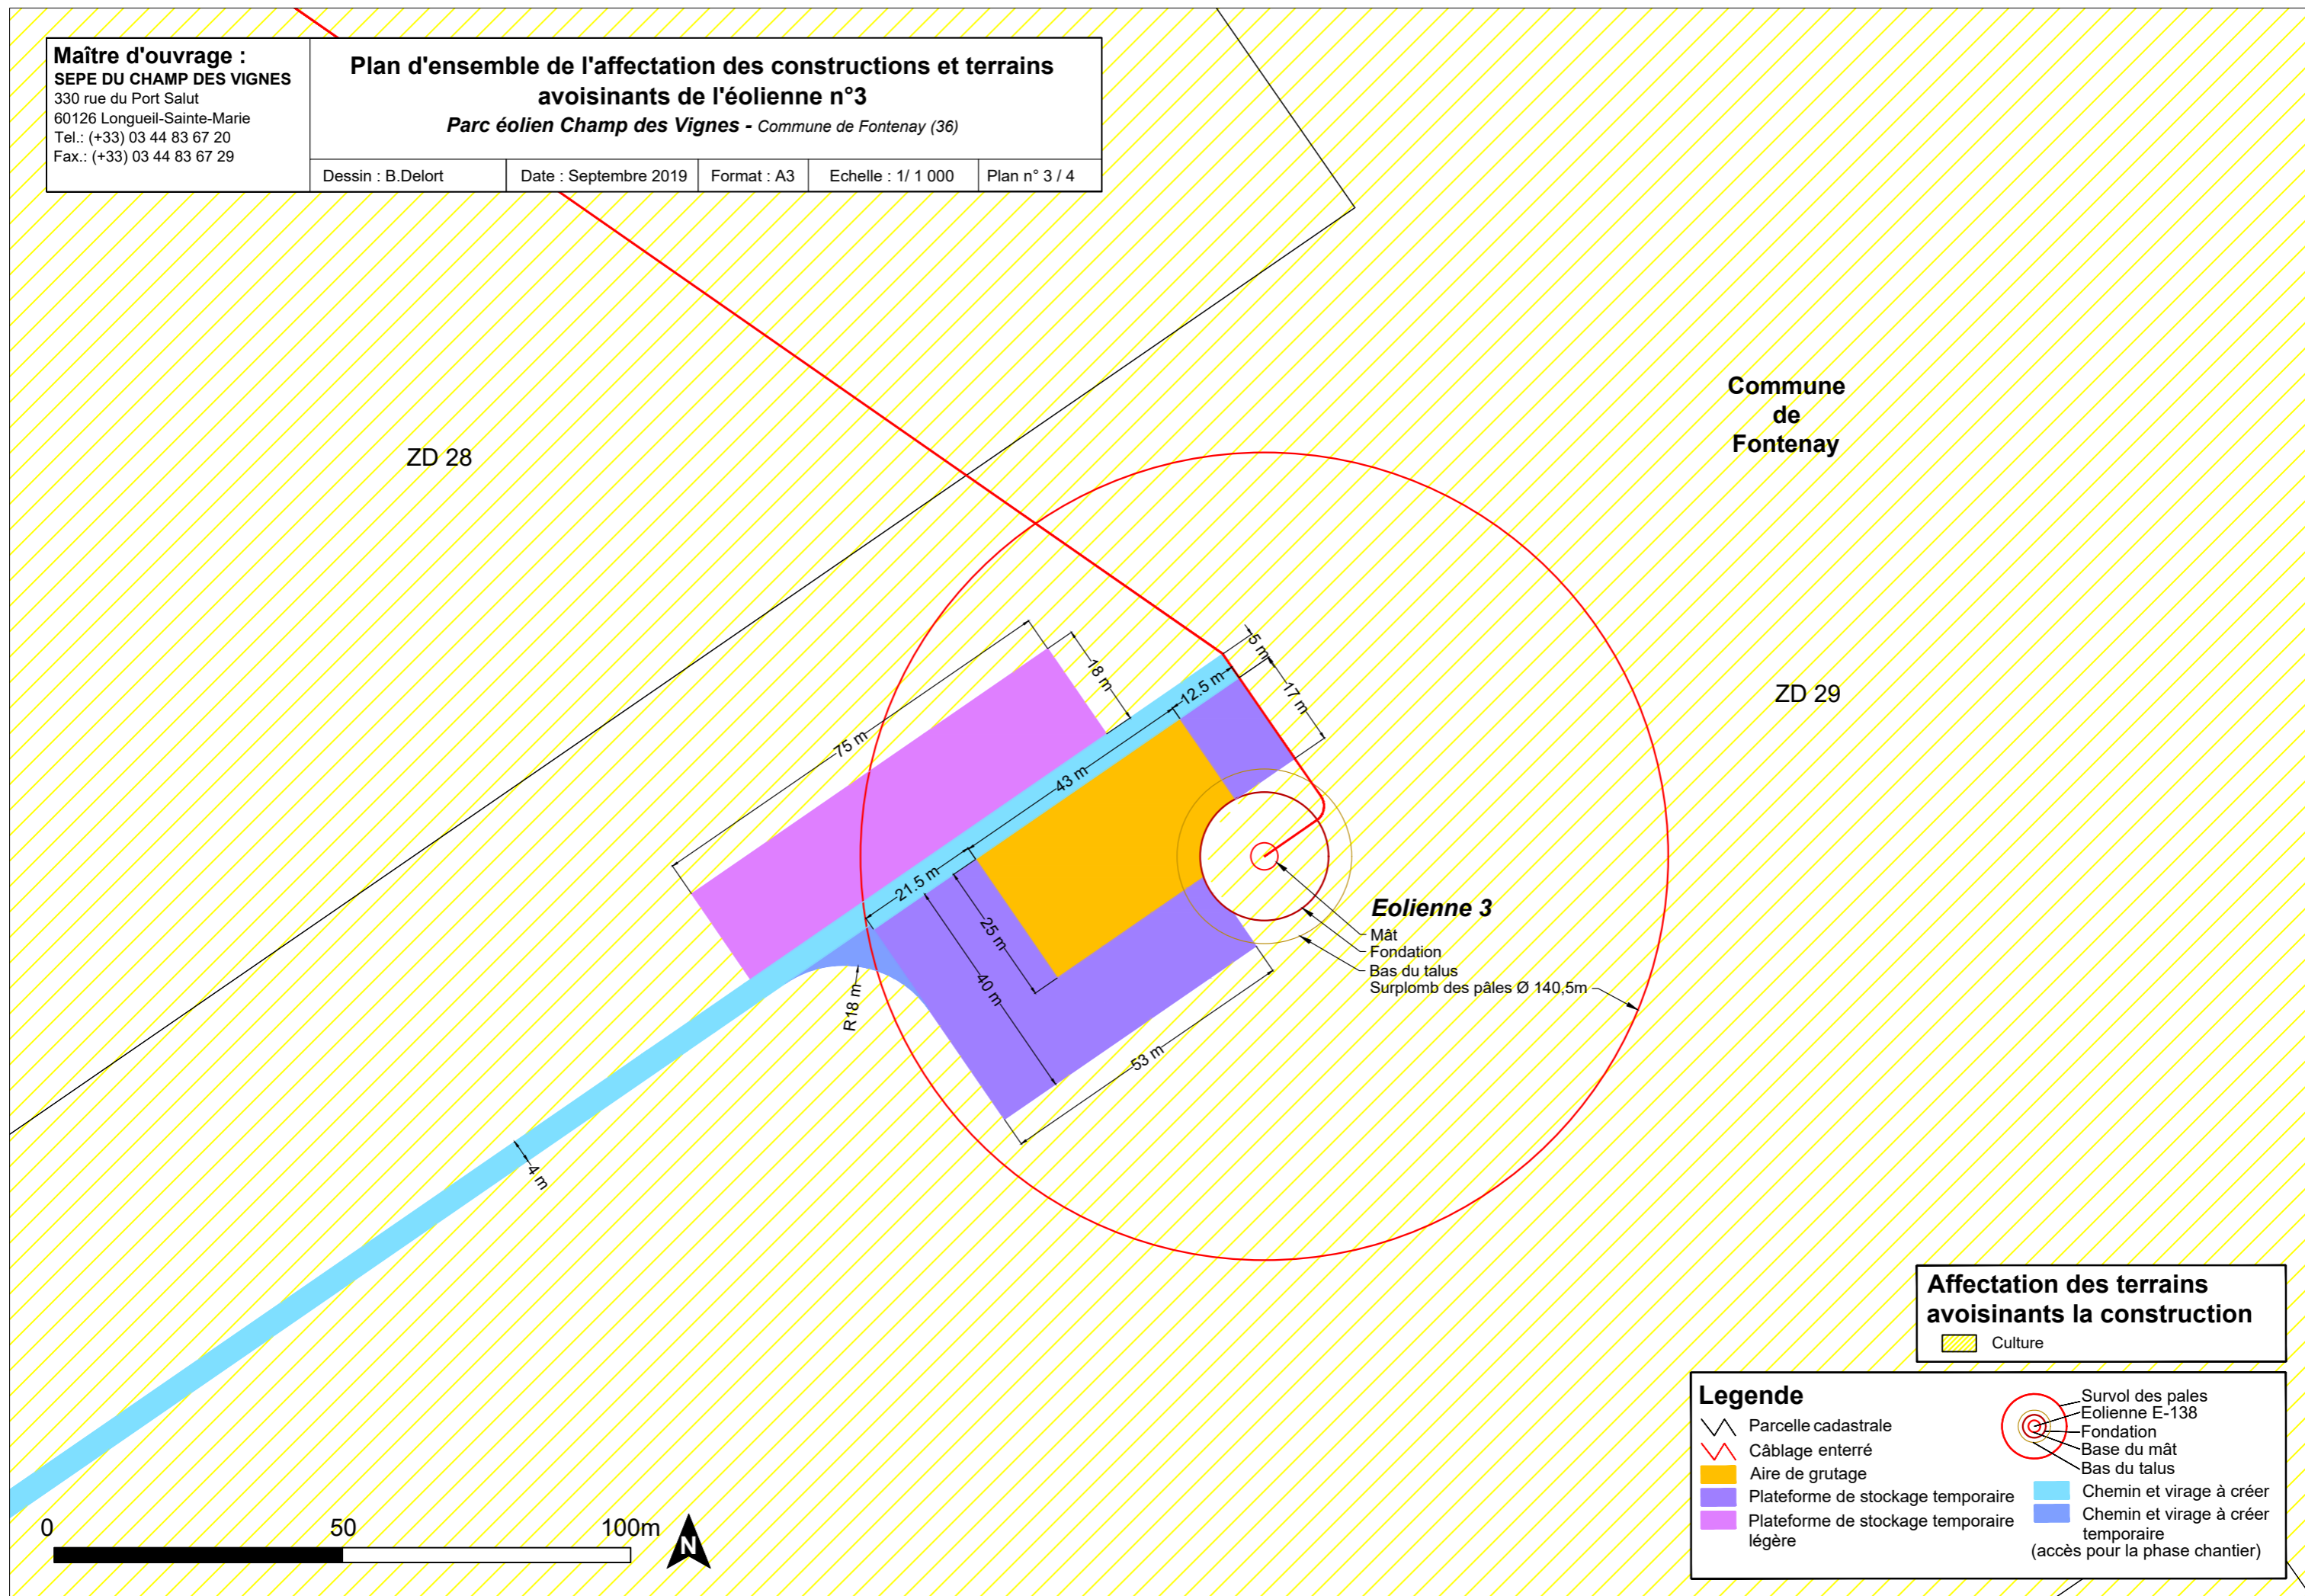 Maître d'ouvrage :
SEPE DU CHAMP DES VIGNES
330 rue du Port Salut
60126 Longueil-Sainte-Marie
Tel.: (+33) 03 44 83 67 20
Fax.: (+33) 03 44 83 67 29
Plan d'ensemble de l'affectation des constructions et terrains
avoisinants de l'éolienne n°3
Parc éolien Champ des Vignes - Commune de Fontenay (36)
Dessin : B.Delort
Date : Septembre 2019
Format : A3
Echelle : 1/ 1 000
Plan n° 3 / 4
Commune
de
Fontenay
ZD 28
ZD 29
5 m
18 m
12.5 m
17 m
75 m
43 m
21.5 m
25 m
40 m
R18 m
53 m
4 m
Eolienne 3
Mât
Fondation
Bas du talus
Surplomb des pâles Ø 140,5m
Affectation des terrains
avoisinants la construction
Culture
Legende
Parcelle cadastrale
Câblage enterré
Aire de grutage
Plateforme de stockage temporaire
Plateforme de stockage temporaire
légère
Survol des pales
Eolienne E-138
Fondation
Base du mât
Bas du talus
Chemin et virage à créer
Chemin et virage à créer
temporaire
(accès pour la phase chantier)
0
50
100m
N